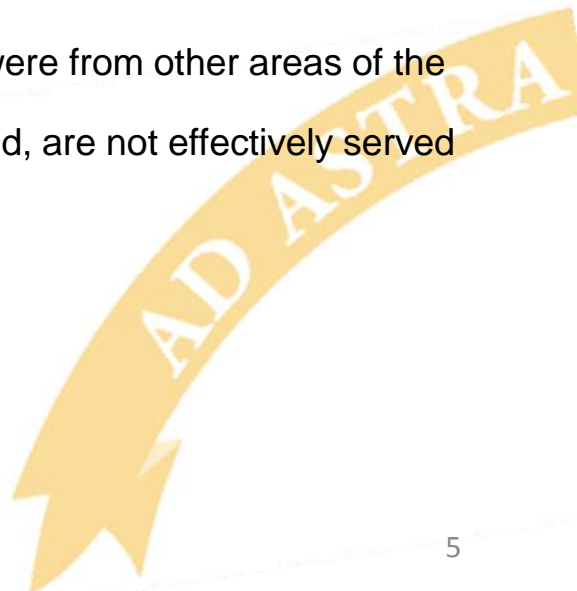 were from other areas of the
d, are not effectively served
AD ASTRA
5